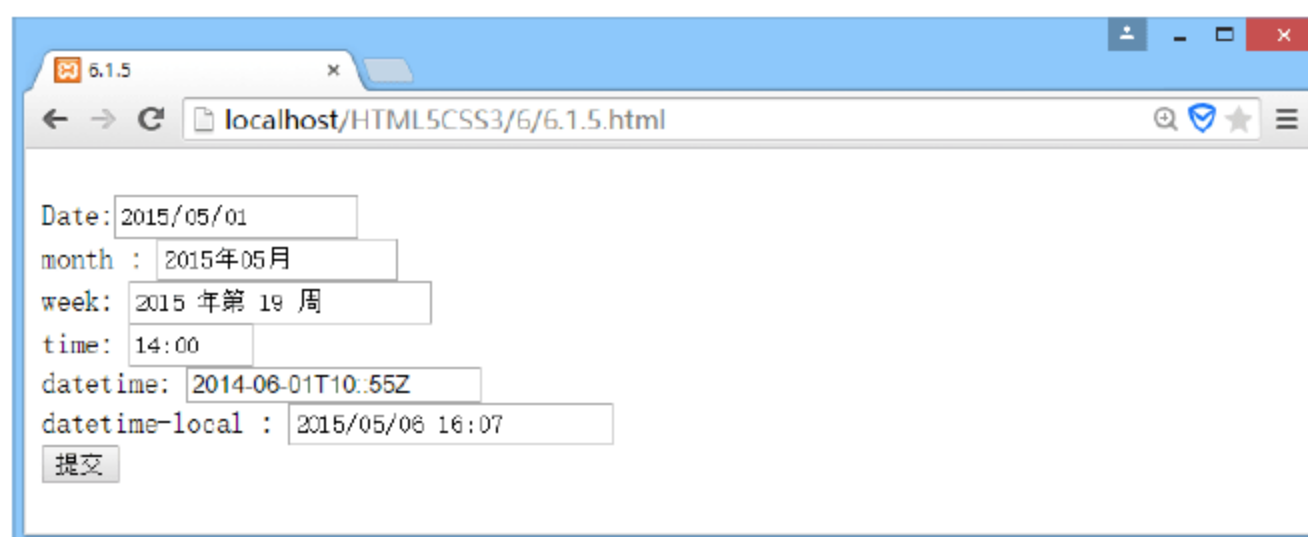 6.1.5
localhost/HTML5CSS3/6/6.1.5.html
Date: 2015/05/01
month : 2015年05月
week: 2015 年第 19 周
time: 14:00
datetime: 2014-06-01T10::55Z
datetime-local : 2015/05/06 16:07
提交